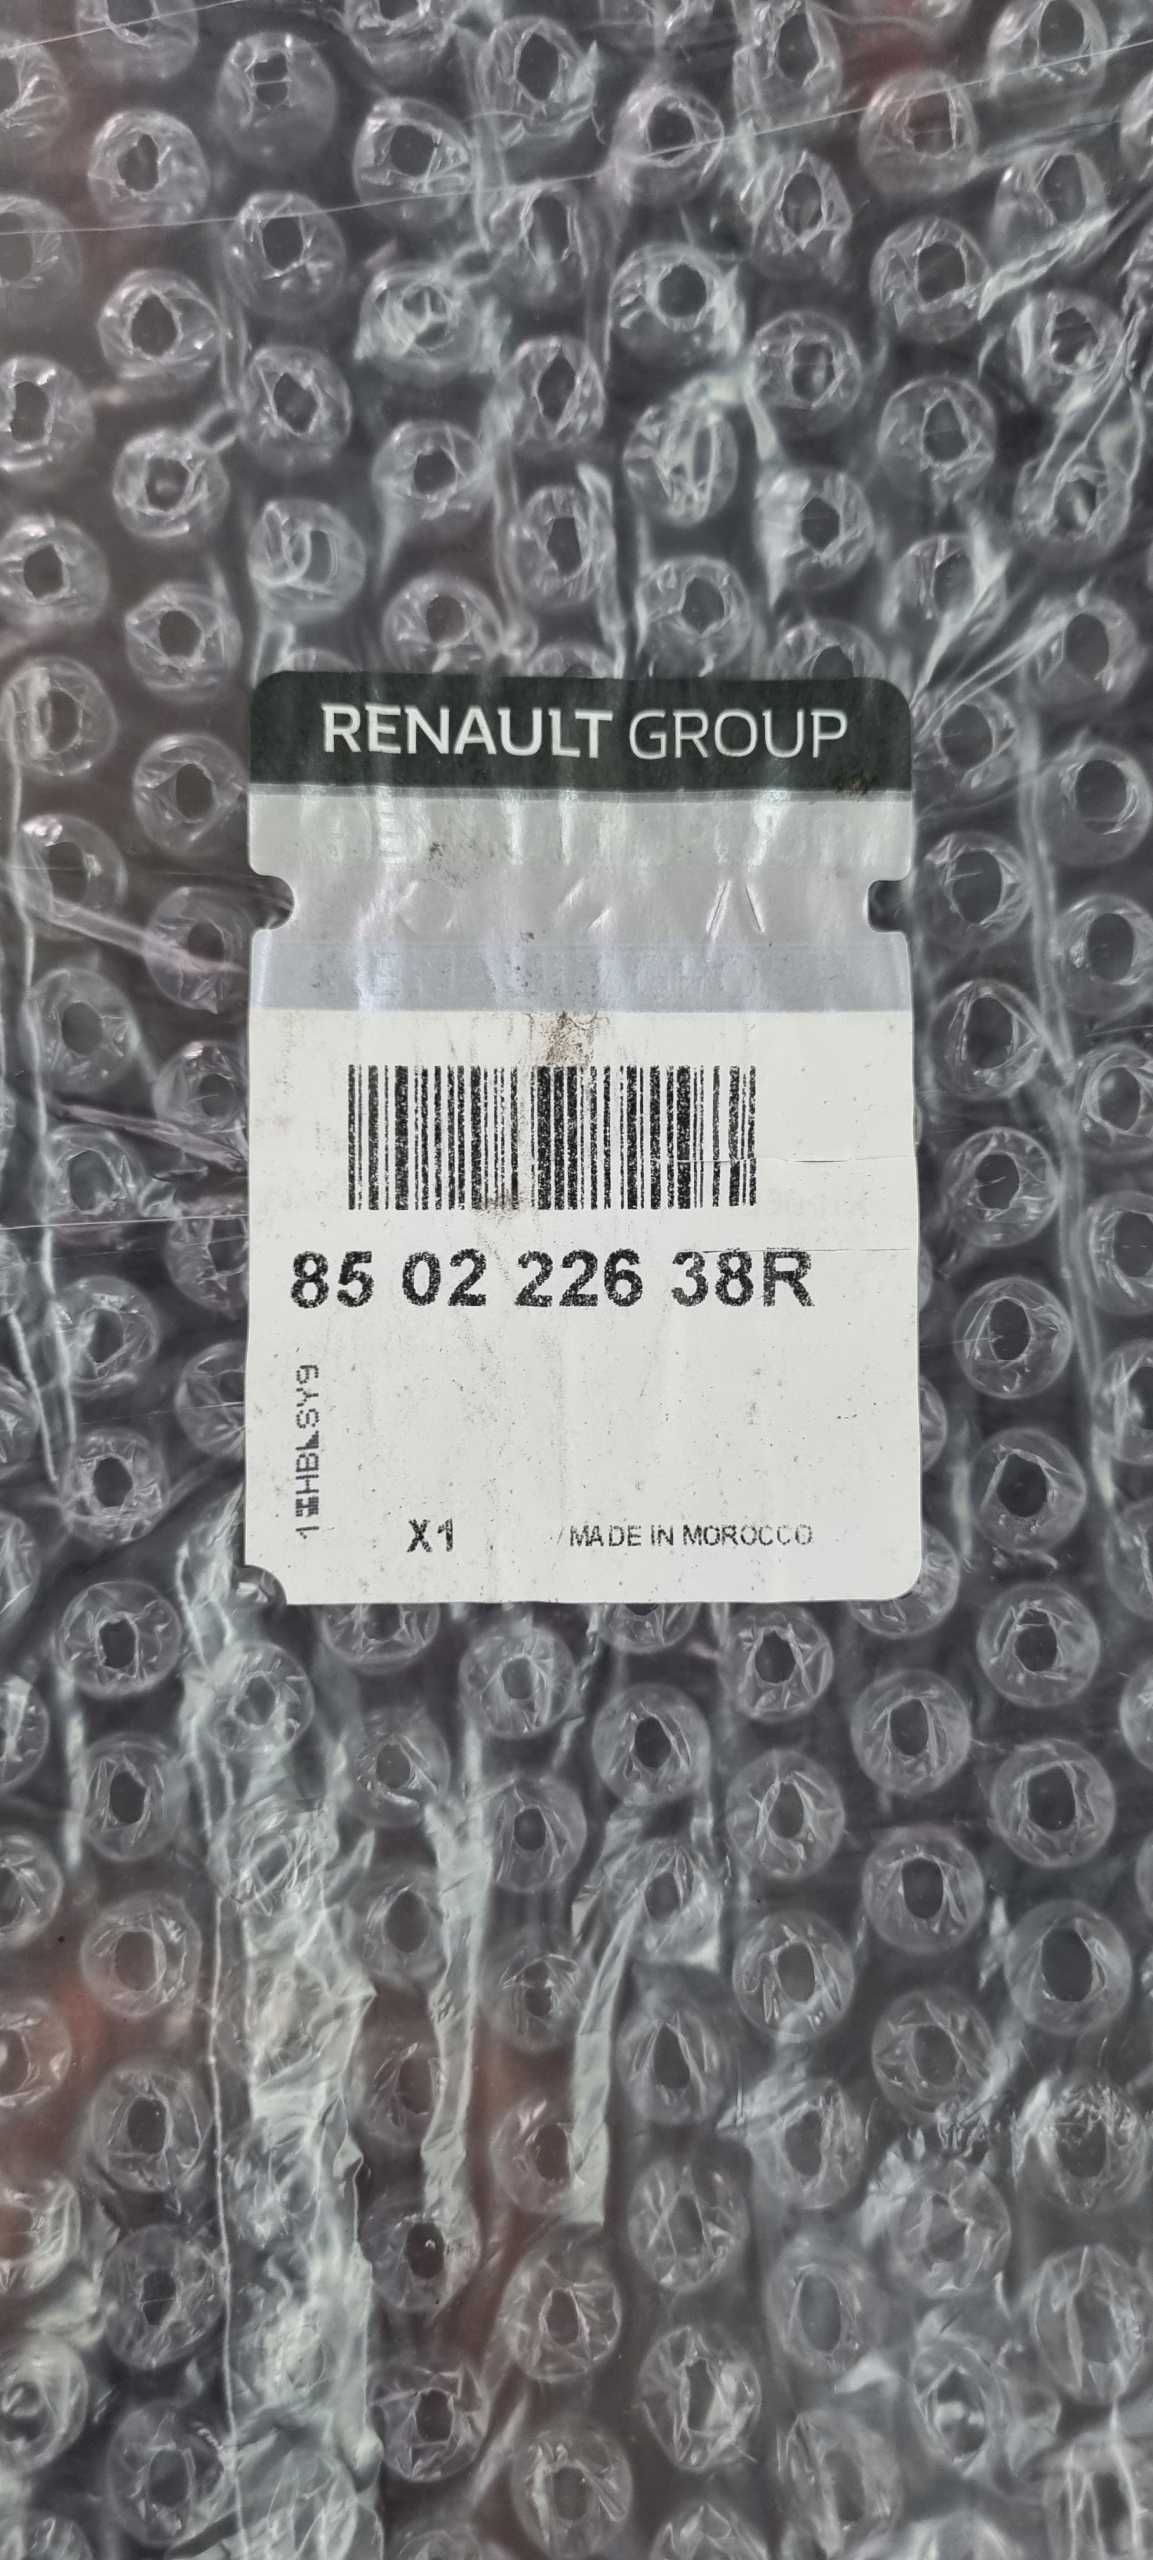 RENAULT GROUP
85 02 226 38R
X1
MADE IN MOROCCO